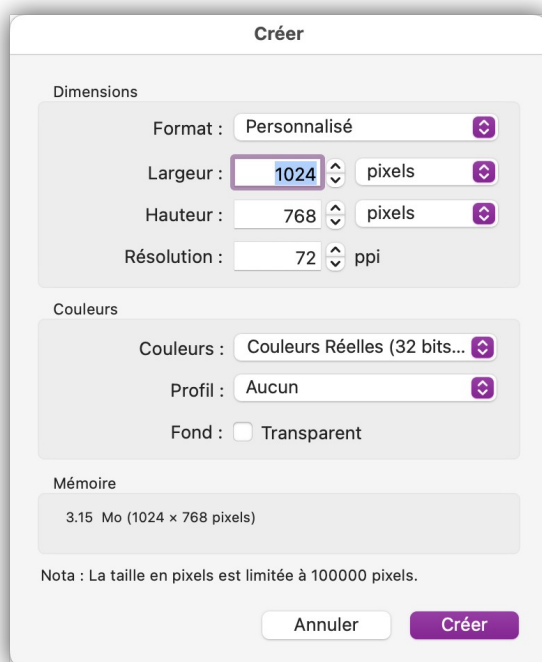 Créer
Dimensions
Format : Personnalisé
Largeur : 1024 pixels
Hauteur : 768 pixels
Résolution : 72 ppi
Couleurs
Couleurs : Couleurs Réelles (32 bits...
Profil : Aucun
Fond : Transparent
Mémoire
3.15 Mo (1024 × 768 pixels)
Nota : La taille en pixels est limitée à 100000 pixels.
Annuler Créer